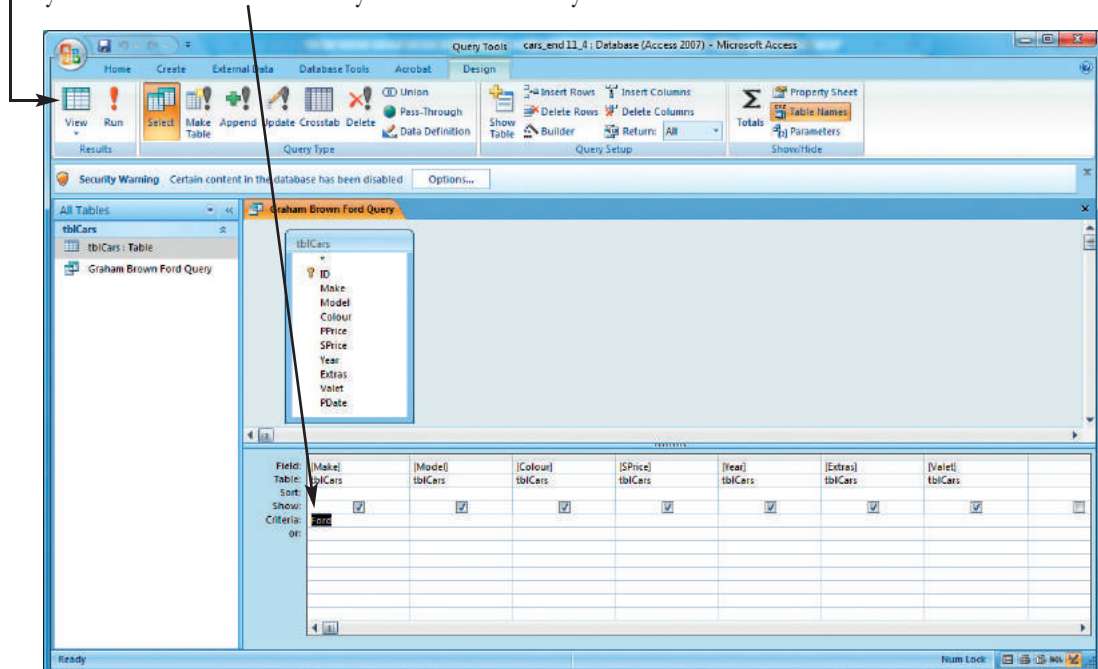 Query Tools cars_end 11_4 : Database (Access 2007) - Microsoft Access
Home Create External Data Database Tools Acrobat Design
View Run Select Make Table Append Update Crosstab Delete
Union
Pass-Through
Data Definition
Show Table
Insert Rows
Delete Rows
Builder
Insert Columns
Delete Columns
Return: All
Totals
Property Sheet
Table Names
Parameters
Results Query Type Query Setup Show/Hide
Security Warning Certain content in the database has been disabled Options...
All Tables
tblCars
tblCars : Table
Graham Brown Ford Query
Graham Brown Ford Query
tblCars
*
ID
Make
Model
Colour
PPrice
SPrice
Year
Extras
Valet
PDate
Field: [Make] [Model] [Colour] [SPrice] [Year] [Extras] [Valet]
Table: tblCars tblCars tblCars tblCars tblCars tblCars tblCars
Sort:
Show:
Criteria: Ford
or:
Ready Num Lock SQL